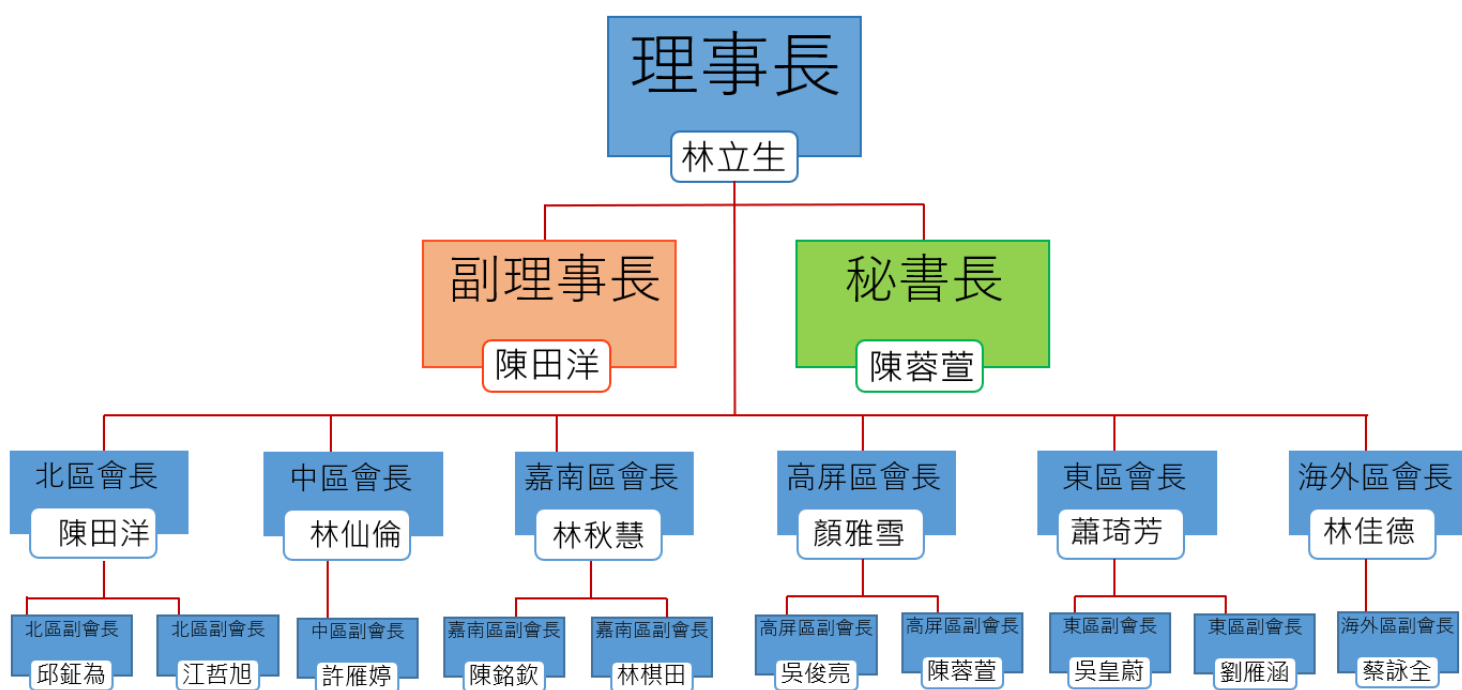 理事長
林立生
副理事長
陳田洋
秘書長
陳蓉萱
北區會長
陳田洋
中區會長
林仙倫
嘉南區會長
林秋慧
高屏區會長
顏雅雪
東區會長
蕭琦芳
海外區會長
林佳德
北區副會長
邱鉦為
北區副會長
江哲旭
中區副會長
許雁婷
嘉南區副會長
陳銘欽
嘉南區副會長
林棋田
高屏區副會長
吳俊亮
高屏區副會長
陳蓉萱
東區副會長
吳皇蔚
東區副會長
劉雁涵
海外區副會長
蔡詠全